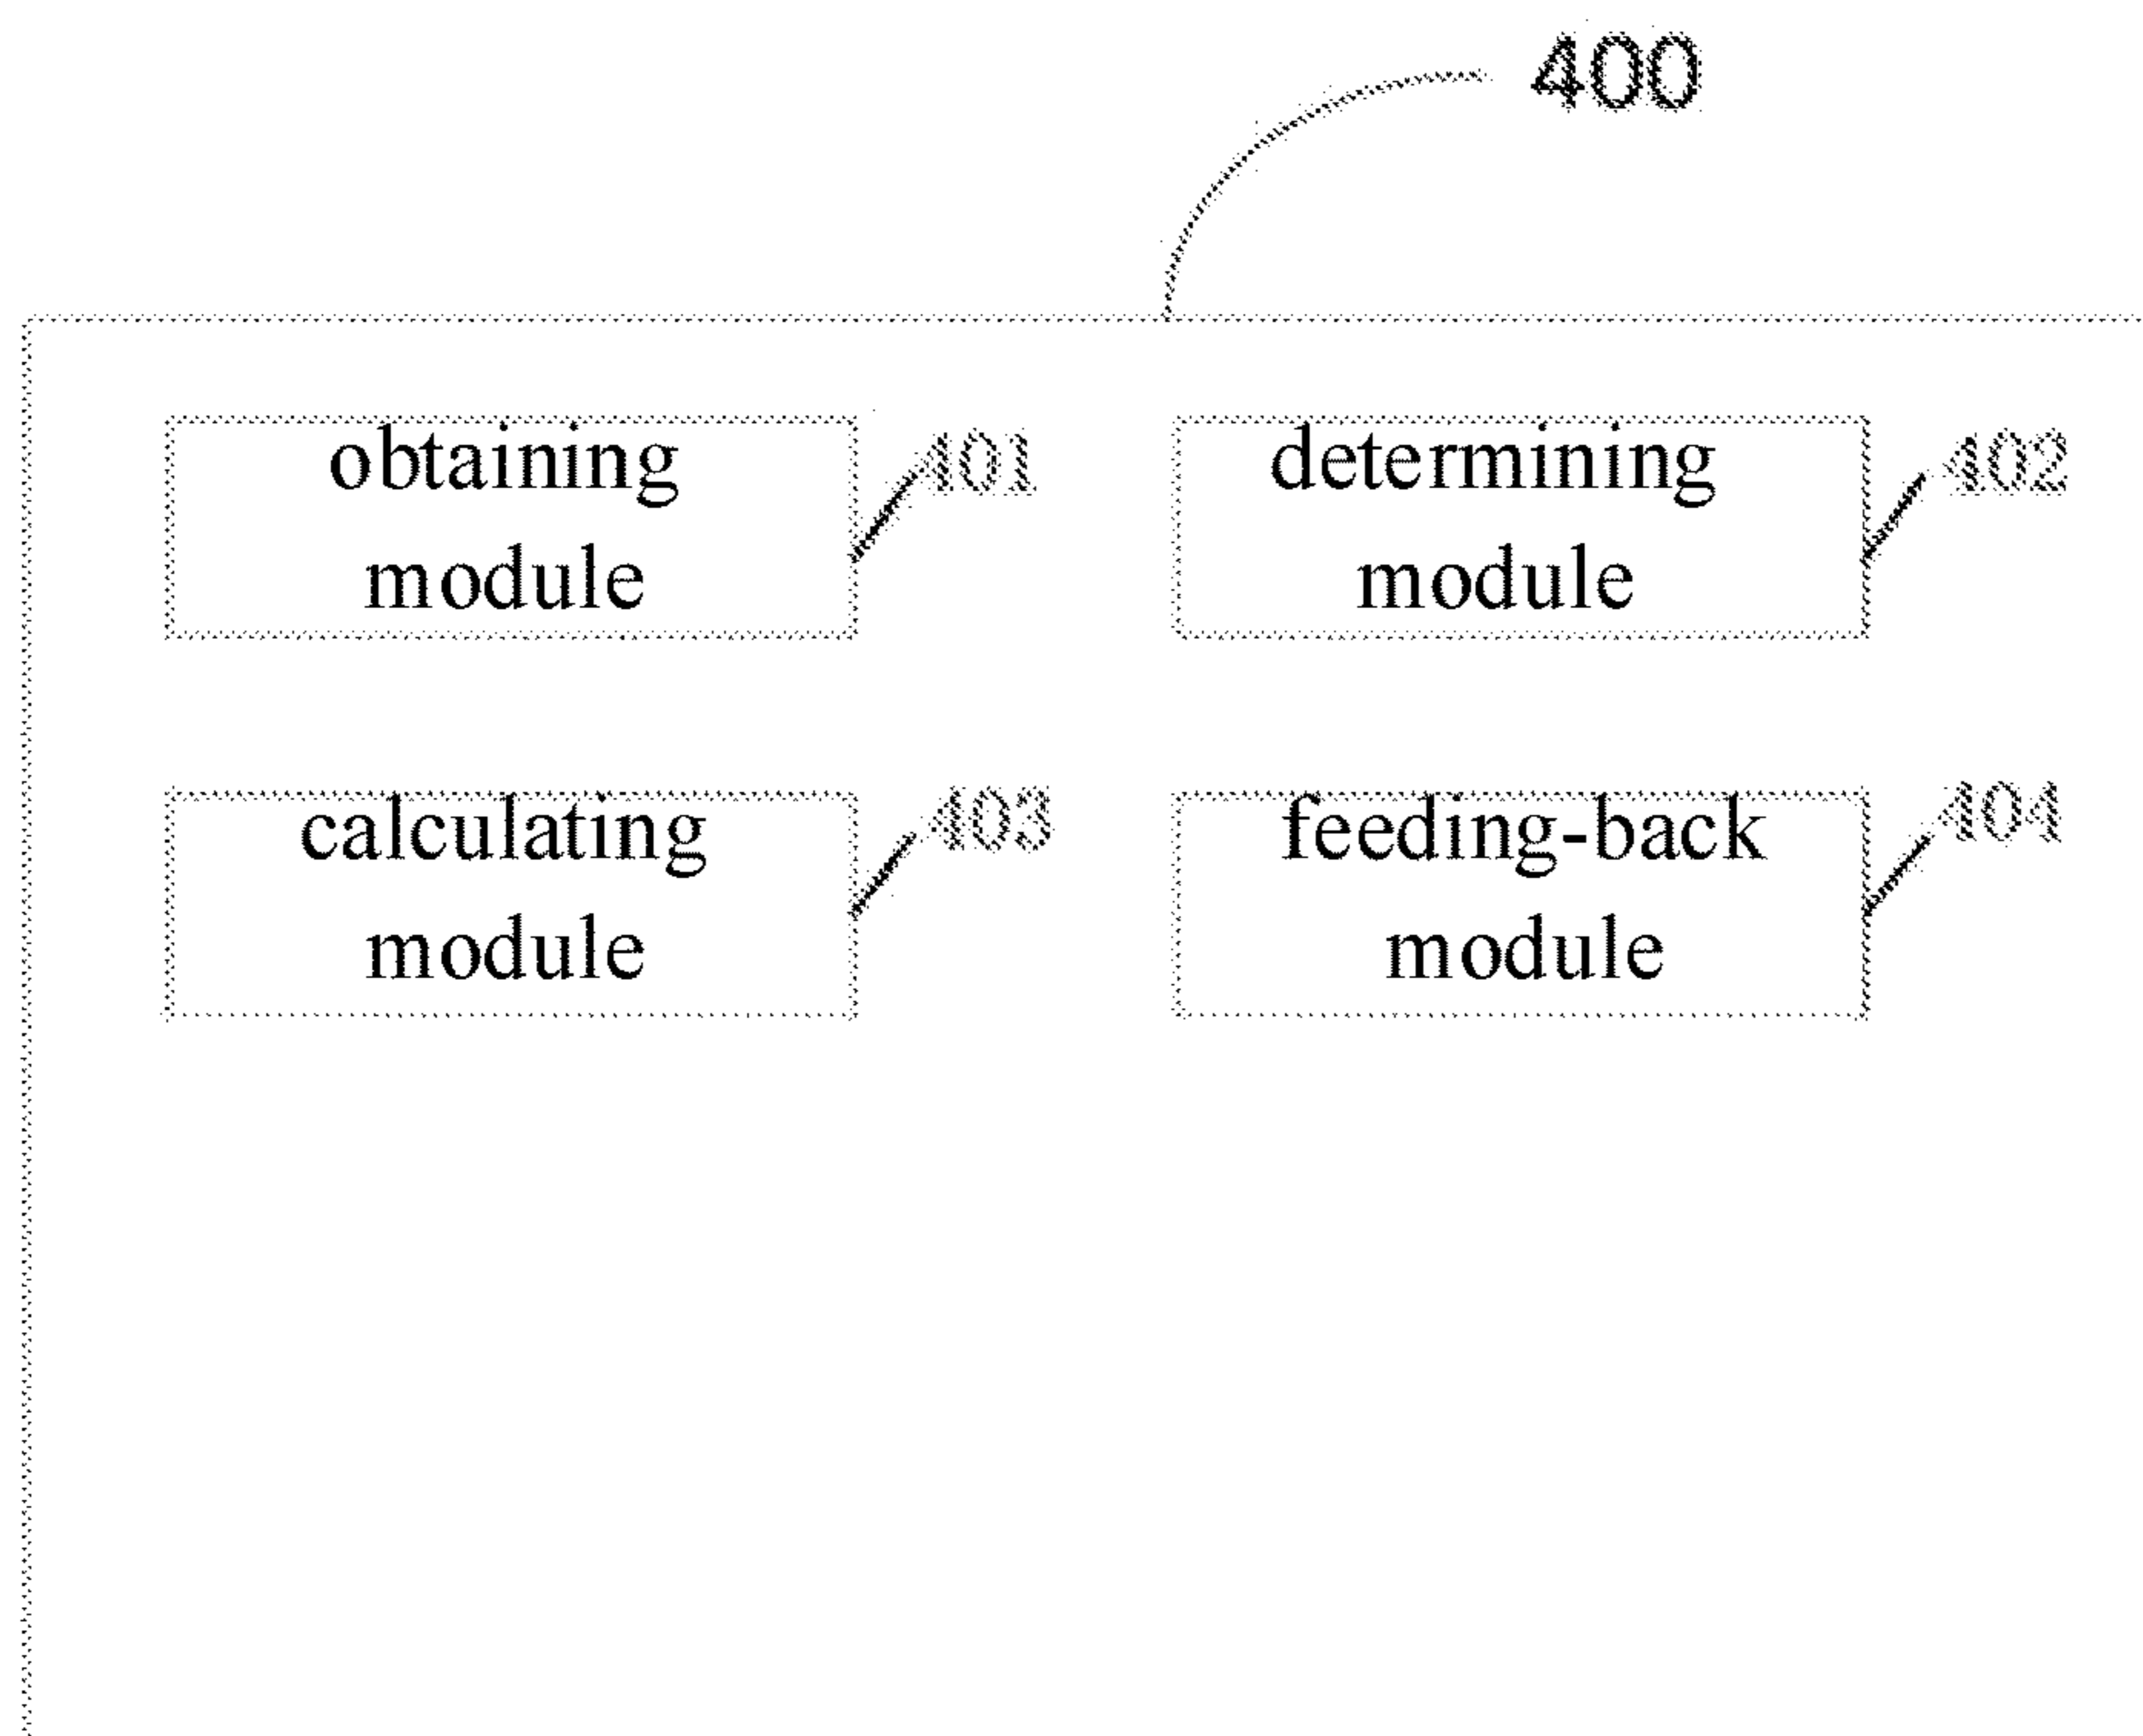 400
obtaining
module
401
determining
module
402
calculating
module
403
feeding-back
module
404